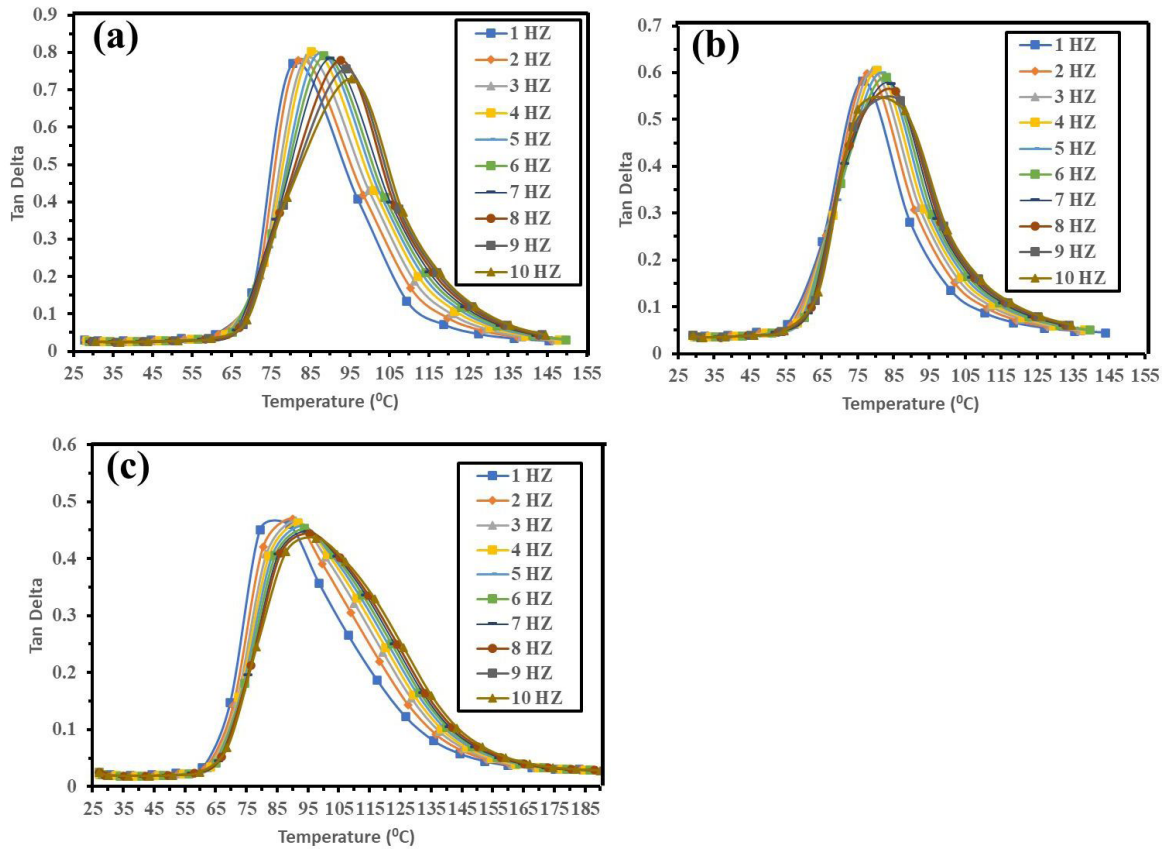 (a)
Tan Delta
0.9
0.8
0.7
0.6
0.5
0.4
0.3
0.2
0.1
0
25 35 45 55 65 75 85 95 105 115 125 135 145 155
Temperature (⁰C)
1 HZ
2 HZ
3 HZ
4 HZ
5 HZ
6 HZ
7 HZ
8 HZ
9 HZ
10 HZ
(b)
Tan Delta
0.7
0.6
0.5
0.4
0.3
0.2
0.1
0
25 35 45 55 65 75 85 95 105 115 125 135 145 155
Temperature (⁰C)
1 HZ
2 HZ
3 HZ
4 HZ
5 HZ
6 HZ
7 HZ
8 HZ
9 HZ
10 HZ
(c)
Tan Delta
0.6
0.5
0.4
0.3
0.2
0.1
0
25 35 45 55 65 75 85 95 105 115 125 135 145 155 165 175 185
Temperature (⁰C)
1 HZ
2 HZ
3 HZ
4 HZ
5 HZ
6 HZ
7 HZ
8 HZ
9 HZ
10 HZ